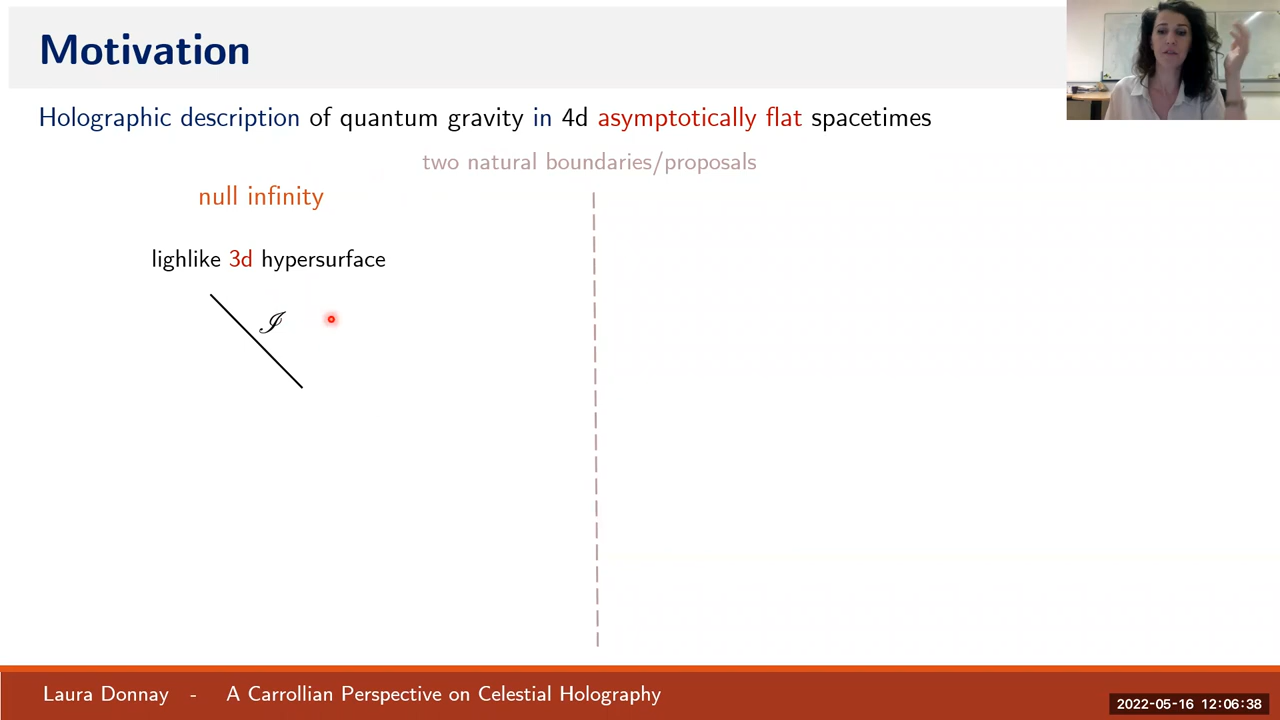 Motivation
Holographic description of quantum gravity in 4d asymptotically flat spacetimes
two natural boundaries/proposals
null infinity
lighlike 3d hypersurface
ℐ
Laura Donnay - A Carrollian Perspective on Celestial Holography
2022-05-16 12:06:38